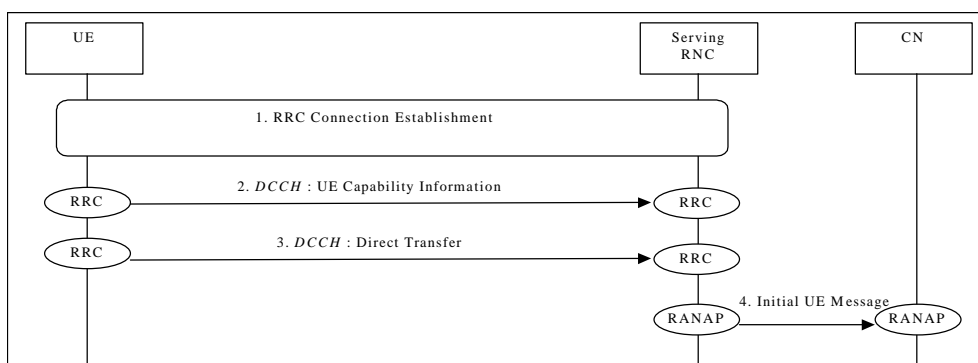 UE
Serving
RNC
CN
1. RRC Connection Establishment
2. DCCH : UE Capability Information
RRC
RRC
3. DCCH : Direct Transfer
RRC
RRC
4. Initial UE Message
RANAP
RANAP